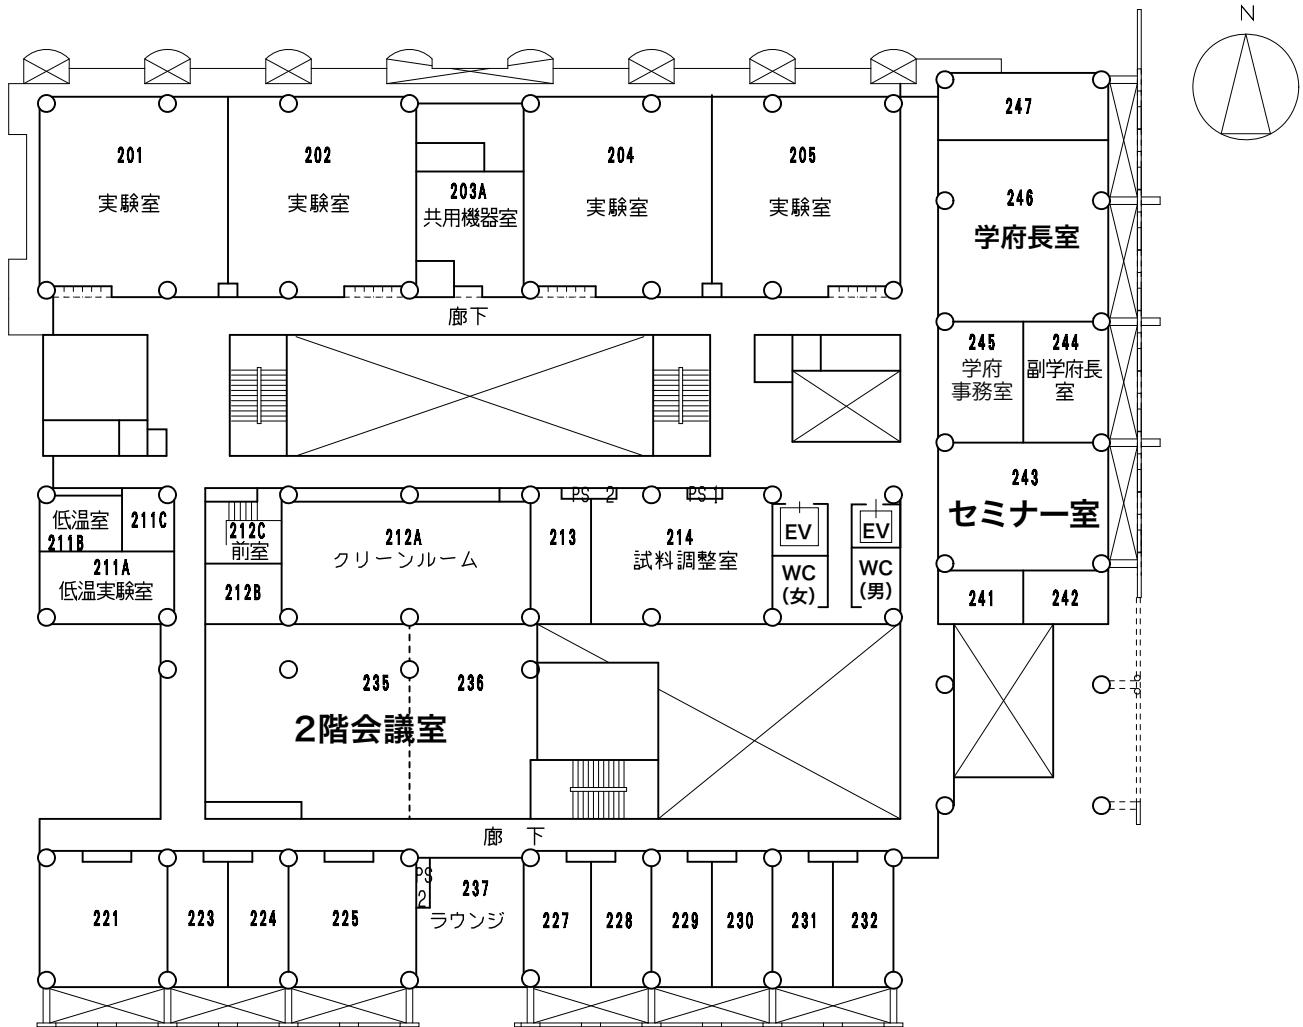 N
247
201
実験室
202
実験室
203A
共用機器室
204
実験室
205
実験室
246
学府長室
廊下
245
学府
事務室
244
副学府長
室
243
セミナー室
低温室
211B
211C
211A
低温実験室
212C
前室
212B
212A
クリーンルーム
PS 2
213
PS 1
214
試料調整室
EV
WC
(女)
EV
WC
(男)
241
242
235
236
2階会議室
廊 下
221
223
224
225
PS
2
237
ラウンジ
227
228
229
230
231
232